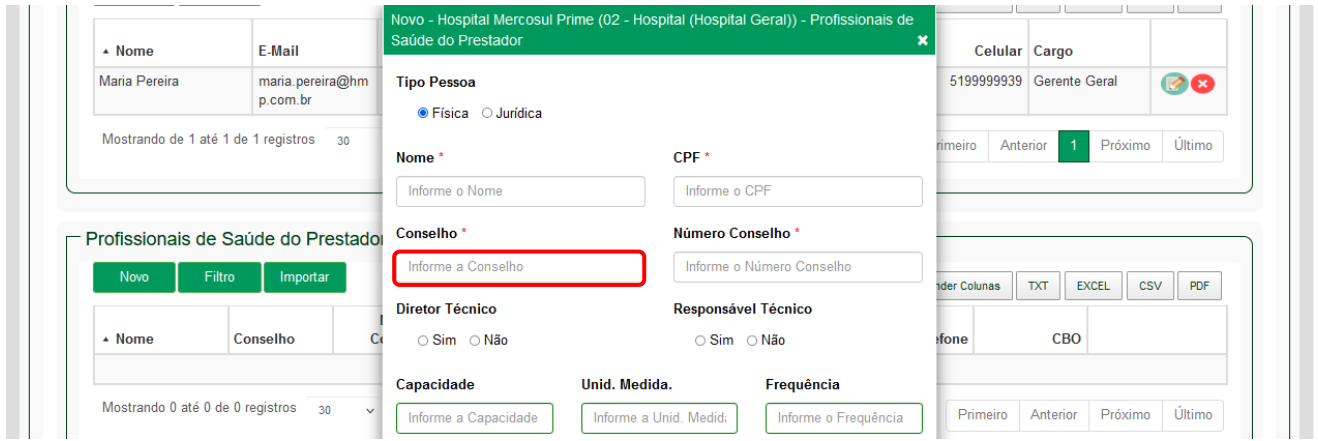 Novo - Hospital Mercosul Prime (02 - Hospital (Hospital Geral)) - Profissionais de
Saúde do Prestador
Nome E-Mail Celular Cargo
Maria Pereira maria.pereira@hm
p.com.br 5199999939 Gerente Geral
Mostrando de 1 até 1 de 1 registros 30
Anterior 1 Próximo Último
Tipo Pessoa
Física Jurídica
Nome * CPF *
Informe o Nome Informe o CPF
Conselho * Número Conselho *
Informe a Conselho Informe o Número Conselho
Diretor Técnico Responsável Técnico
Sim Não Sim Não
Capacidade Unid. Medida. Frequência
Informe a Capacidade Informe a Unid. Medid Informe o Frequência
Profissionais de Saúde do Prestado
Novo Filtro Importar
Colunas TXT EXCEL CSV PDF
Nome Conselho CBO
Mostrando 0 até 0 de 0 registros 30
Primeiro Anterior Próximo Último